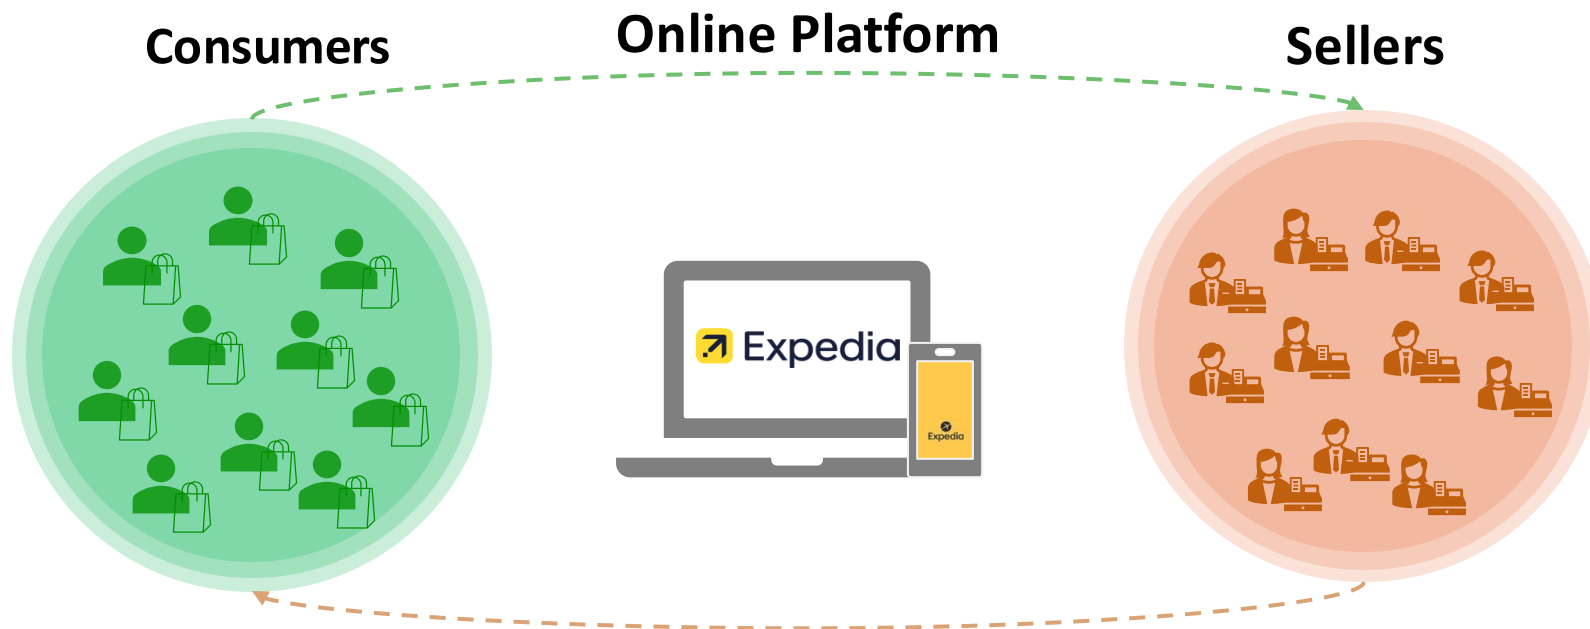 Consumers
Online Platform
Sellers
Expedia
Expedia